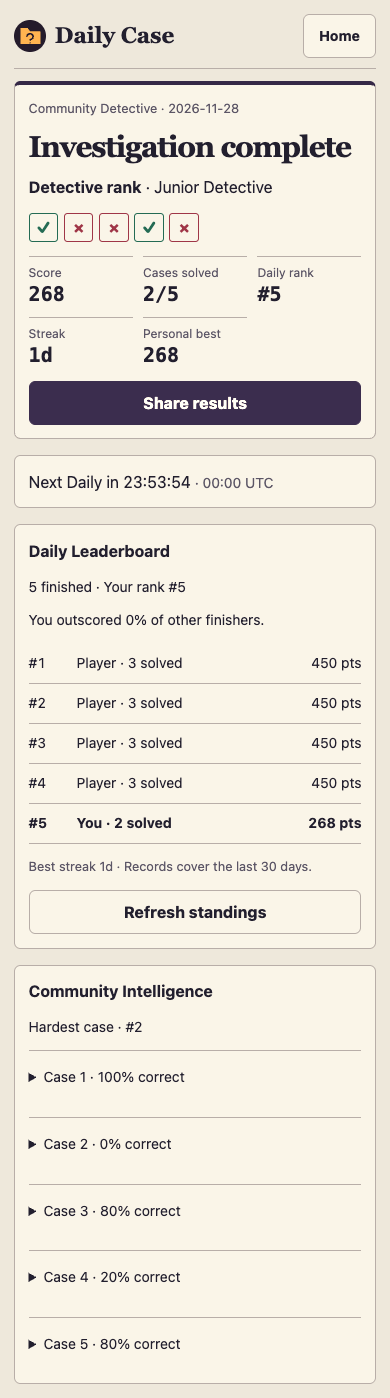 Daily Case
Home
Community Detective · 2026-11-28
Investigation complete
Detective rank · Junior Detective
Score
268
Cases solved
2/5
Daily rank
#5
Streak
1d
Personal best
268
Share results
Next Daily in 23:53:54 · 00:00 UTC
Daily Leaderboard
5 finished · Your rank #5
You outscored 0% of other finishers.
#1 Player · 3 solved 450 pts
#2 Player · 3 solved 450 pts
#3 Player · 3 solved 450 pts
#4 Player · 3 solved 450 pts
#5 You · 2 solved 268 pts
Best streak 1d · Records cover the last 30 days.
Refresh standings
Community Intelligence
Hardest case · #2
Case 1 · 100% correct
Case 2 · 0% correct
Case 3 · 80% correct
Case 4 · 20% correct
Case 5 · 80% correct